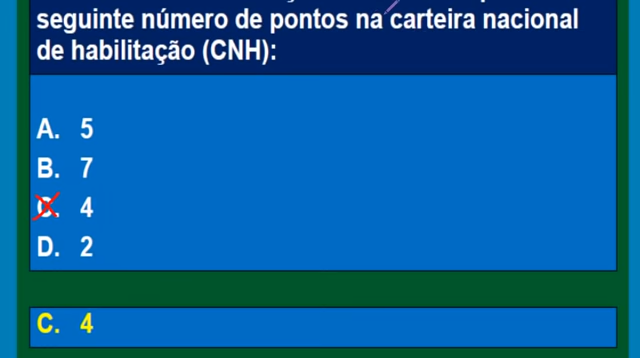 seguinte número de pontos na carteira nacional
de habilitação (CNH):
A. 5
B. 7
C. 4
D. 2
C. 4